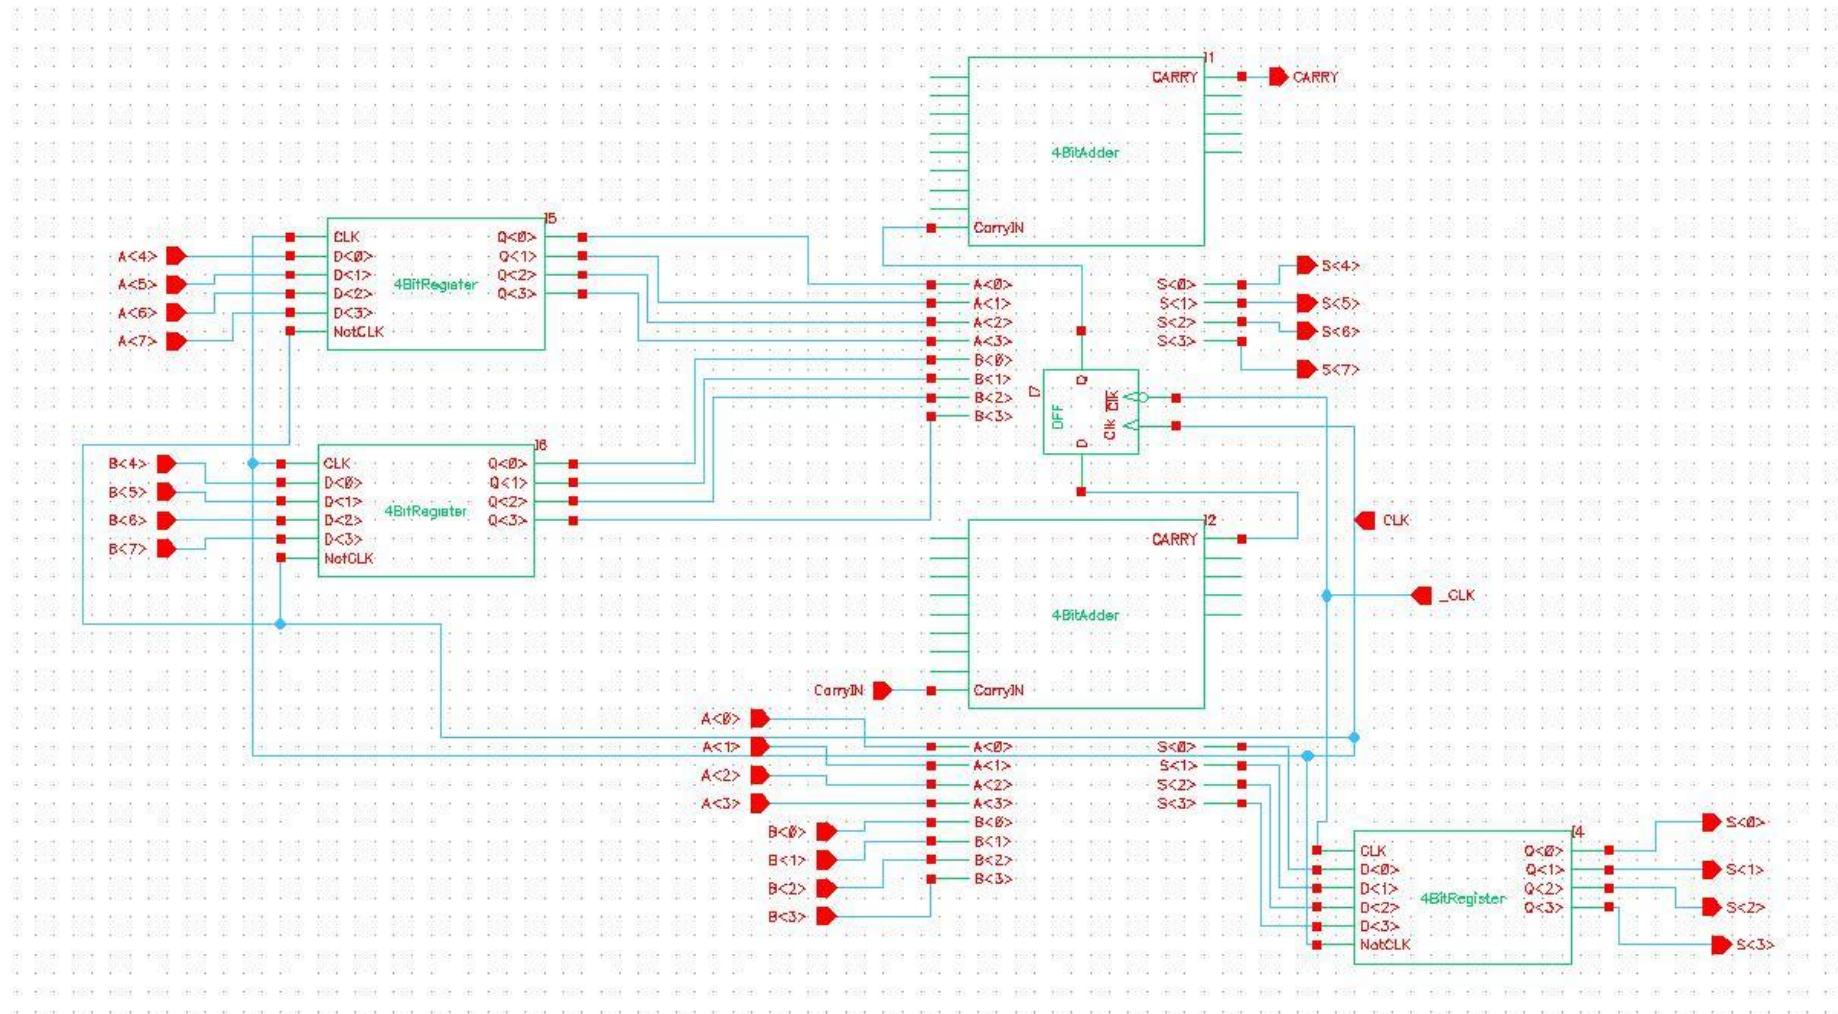 I1
CARRY
CARRY
4BitAdder
CarryIN
I5
CLK
Q<0>
A<4>
D<0>
Q<1>
A<5>
D<1>
Q<2>
4BitRegister
A<6>
D<2>
Q<3>
A<7>
D<3>
NotCLK
A<0>
S<0>
S<4>
A<1>
S<1>
S<5>
A<2>
S<2>
S<6>
A<3>
S<3>
S<7>
B<0>
B<1>
B<2>
B<3>
I7
DFF
Q
Clk
Clk
D
I6
B<4>
CLK
Q<0>
B<5>
D<0>
Q<1>
D<1>
Q<2>
4BitRegister
B<6>
D<2>
Q<3>
B<7>
D<3>
NotCLK
I2
CARRY
CLK
_CLK
4BitAdder
CarryIN
CarryIN
A<0>
A<1>
A<2>
A<3>
A<0>
S<0>
A<1>
S<1>
A<2>
S<2>
A<3>
S<3>
B<0>
B<1>
B<2>
B<3>
B<0>
B<1>
B<2>
B<3>
I4
CLK
Q<0>
S<0>
D<0>
Q<1>
S<1>
D<1>
Q<2>
4BitRegister
D<2>
Q<3>
S<2>
D<3>
NotCLK
S<3>